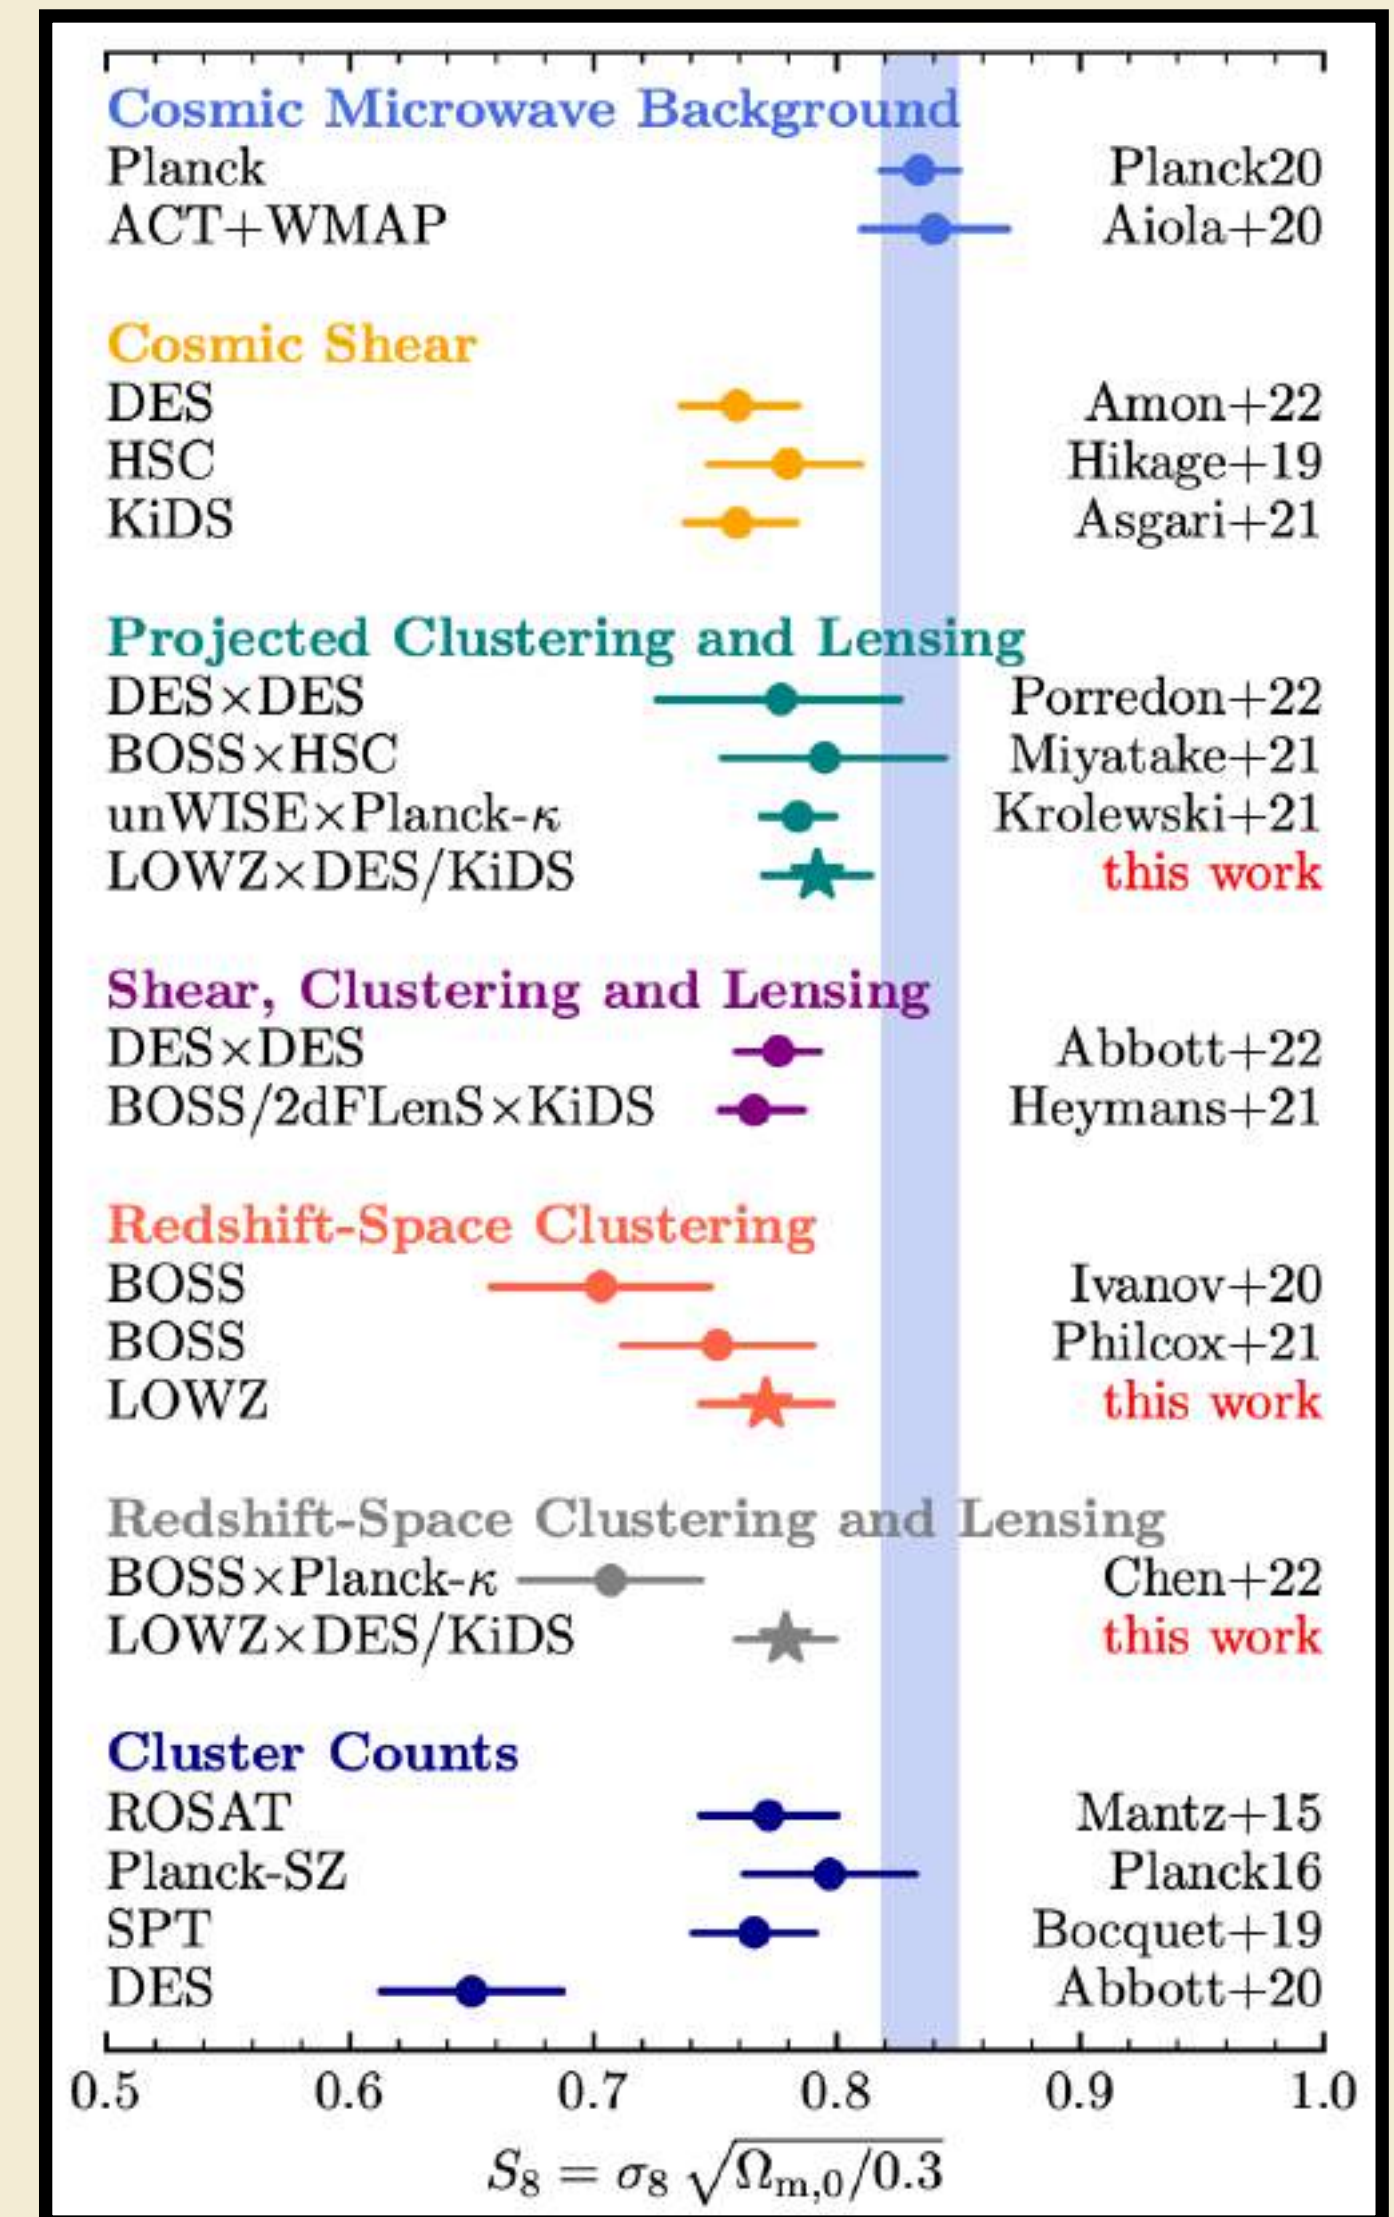 Cosmic Microwave Background
Planck Planck20
ACT+WMAP Aiola+20
Cosmic Shear
DES Amon+22
HSC Hikage+19
KiDS Asgari+21
Projected Clustering and Lensing
DES×DES Porredon+22
BOSS×HSC Miyatake+21
unWISE×Planck-κ Krolewski+21
LOWZ×DES/KiDS this work
Shear, Clustering and Lensing
DES×DES Abbott+22
BOSS/2dFLenS×KiDS Heymans+21
Redshift-Space Clustering
BOSS Ivanov+20
BOSS Philcox+21
LOWZ this work
Redshift-Space Clustering and Lensing
BOSS×Planck-κ Chen+22
LOWZ×DES/KiDS this work
Cluster Counts
ROSAT Mantz+15
Planck-SZ Planck16
SPT Bocquet+19
DES Abbott+20
0.5 0.6 0.7 0.8 0.9 1.0
S₈ = σ₈ √Ωm,0/0.3